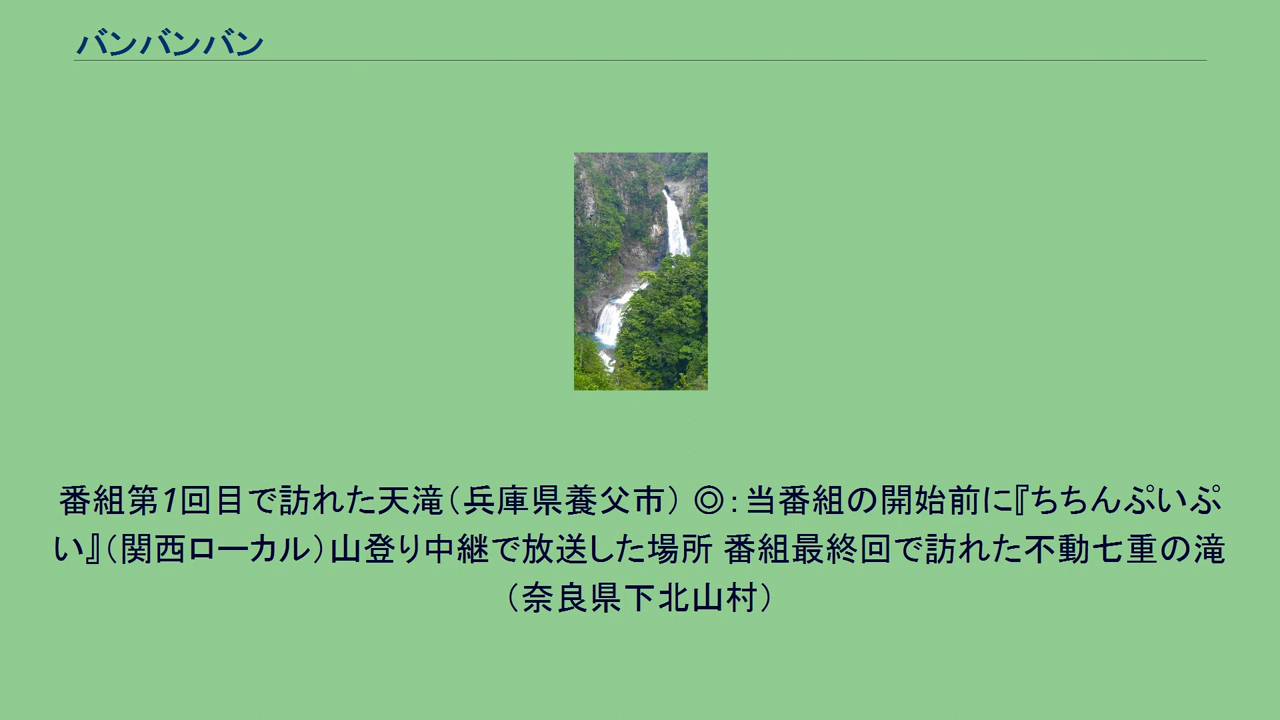 バンバンバン
番組第1回目で訪れた天滝（兵庫県養父市） ◎：当番組の開始前に『ちちんぷいぷ
い』（関西ローカル）山登り中継で放送した場所 番組最終回で訪れた不動七重の滝
（奈良県下北山村）